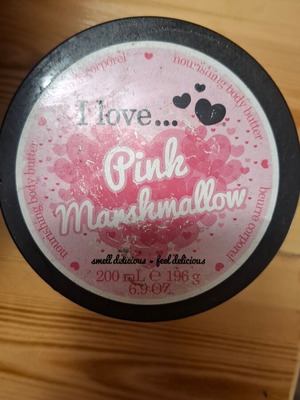 nourishing body butter
I love....
Pink
Marshmallow
smell delicious - feel delicious
200 mL ℮ 196 g
6.9 OZ
nourishing body butter
beurre corporel
corporel